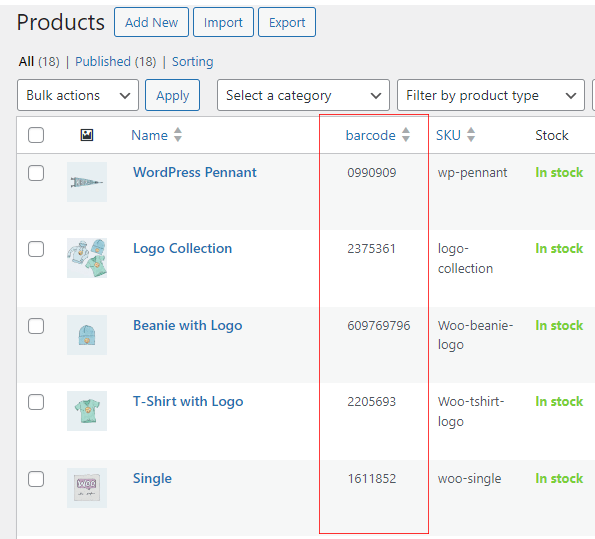 Products Add New Import Export
All (18) | Published (18) | Sorting
Bulk actions Apply Select a category Filter by product type
Name barcode SKU Stock
WordPress Pennant 0990909 wp-pennant In stock
Logo Collection 2375361 logo-collection In stock
Beanie with Logo 609769796 Woo-beanie-logo In stock
T-Shirt with Logo 2205693 Woo-tshirt-logo In stock
WOO
Single 1611852 woo-single In stock